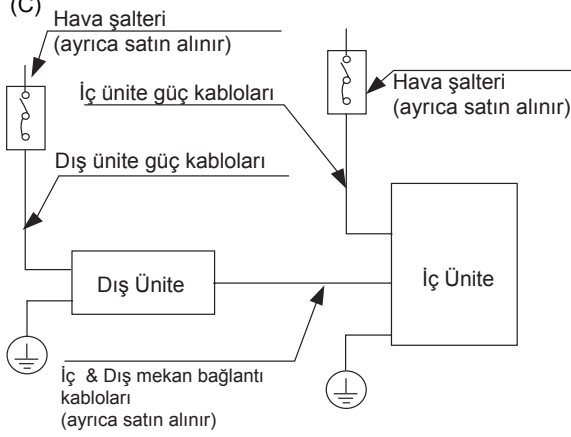 (C)
Hava şalteri
(ayrıca satın alınır)
İç ünite güç kabloları
Hava şalteri
(ayrıca satın alınır)
Dış ünite güç kabloları
Dış Ünite
İç Ünite
İç & Dış mekan bağlantı
kabloları
(ayrıca satın alınır)